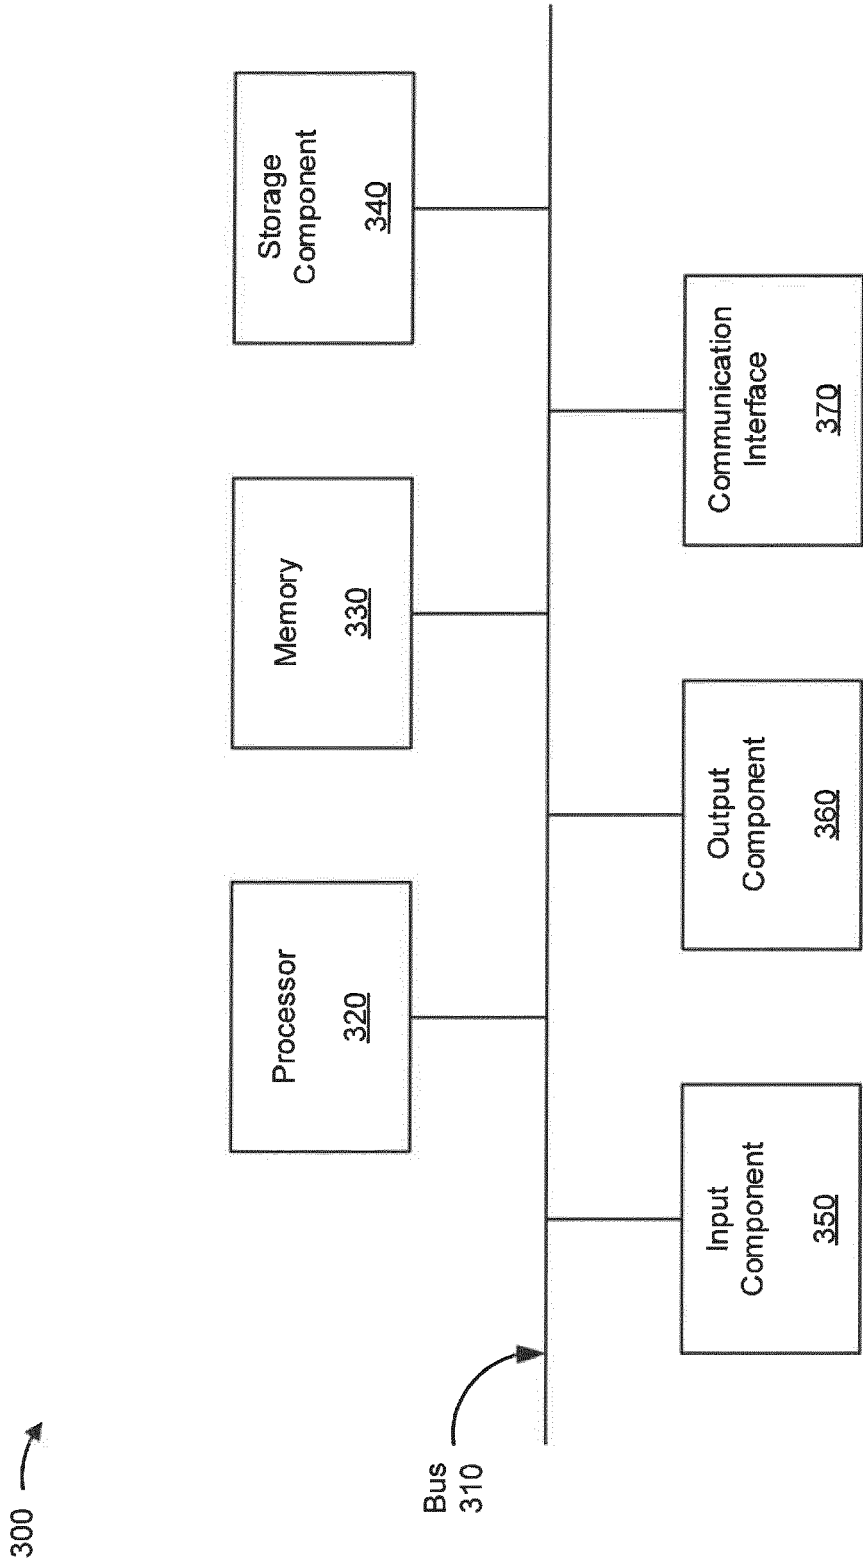 300
Processor
320
Memory
330
Storage
Component
340
Bus
310
Input
Component
350
Output
Component
360
Communication
Interface
370